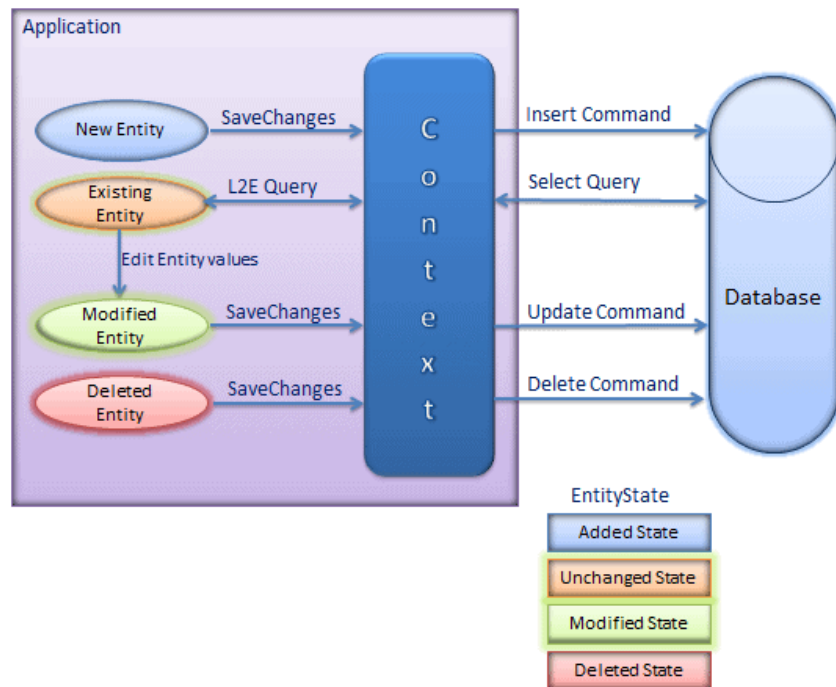 Application
New Entity
SaveChanges
Insert Command
Existing
Entity
L2E Query
Select Query
Edit Entity values
Modified
Entity
SaveChanges
Update Command
Deleted
Entity
SaveChanges
Delete Command
C
o
n
t
e
x
t
Database
EntityState
Added State
Unchanged State
Modified State
Deleted State